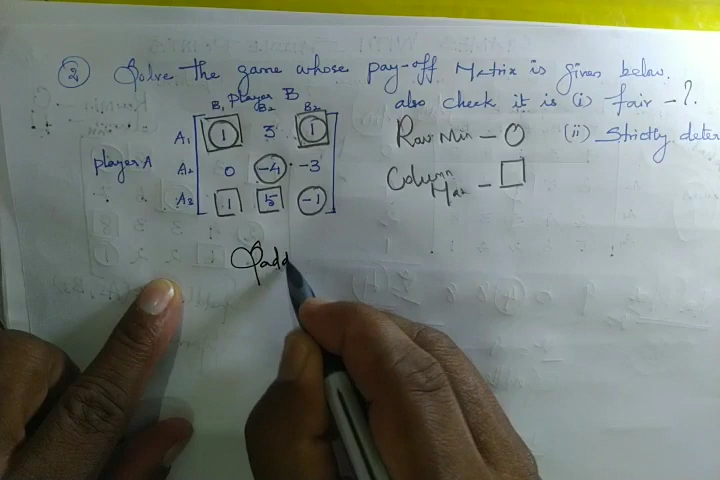 ② Solve the game whose pay-off Matrix is given below.
Player B also check it is (i) fair - ?
B₁ B₂ B₂
A₁ 1 3 1 Row Min - ○ (ii) Strictly deter
player A A₂ 0 -4 -3 Column
A₃ 1 5 -1 Max - □
Sadd